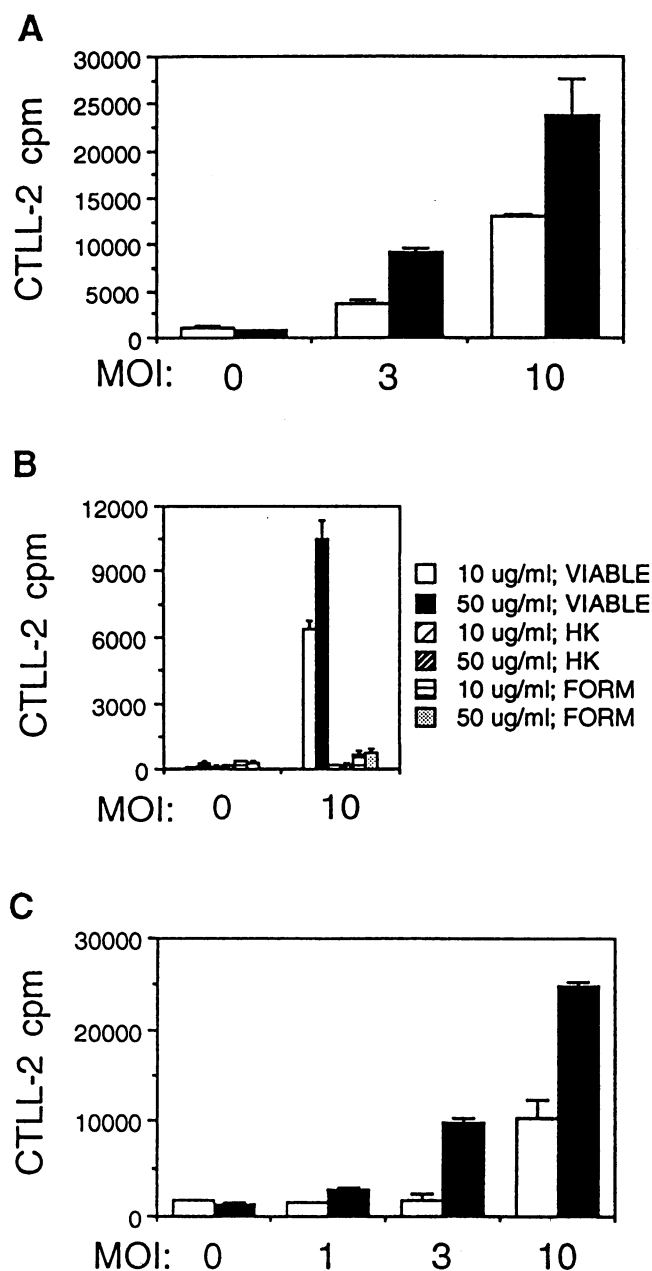 A
CTLL-2 cpm
30000
25000
20000
15000
10000
5000
0
MOI: 0 3 10
B
CTLL-2 cpm
12000
9000
6000
3000
0
MOI: 0 10
10 ug/ml; VIABLE
50 ug/ml; VIABLE
10 ug/ml; HK
50 ug/ml; HK
10 ug/ml; FORM
50 ug/ml; FORM
C
CTLL-2 cpm
30000
20000
10000
0
MOI: 0 1 3 10